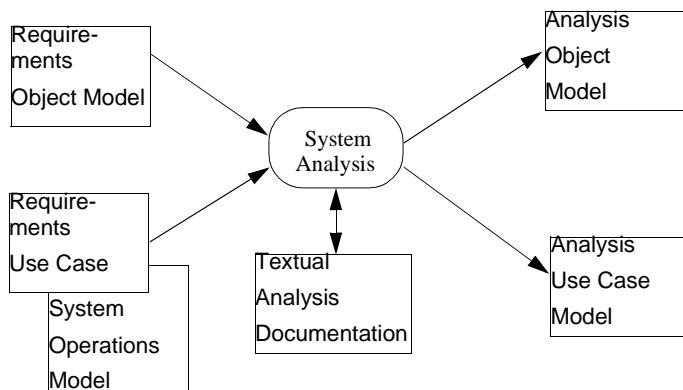 Require-
ments
Object Model
Analysis
Object
Model
System
Analysis
Require-
ments
Use Case
System
Operations
Model
Textual
Analysis
Documentation
Analysis
Use Case
Model